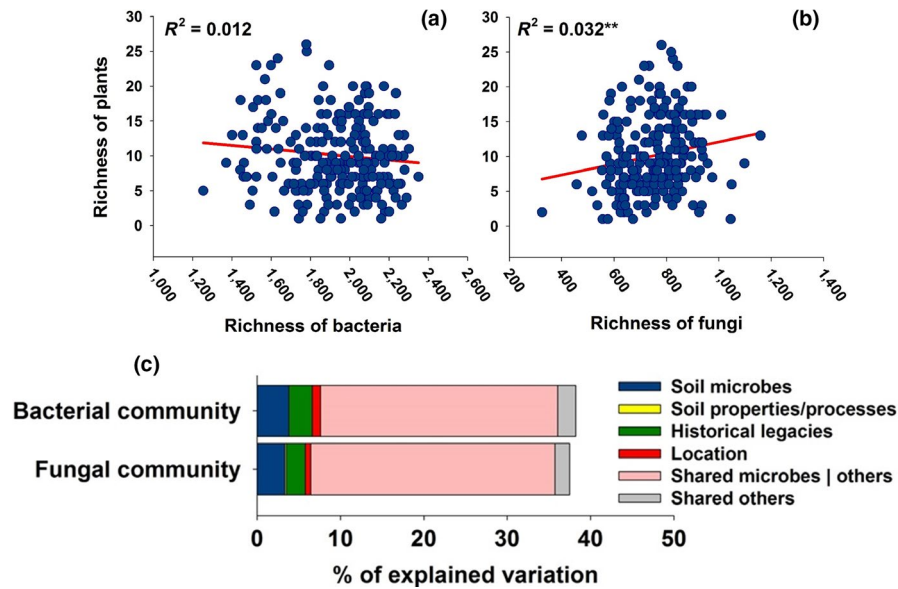 (a)
R² = 0.012
Richness of plants
30
25
20
15
10
5
0
1,000
1,200
1,400
1,600
1,800
2,000
2,200
2,400
2,600
Richness of bacteria
(b)
R² = 0.032**
30
25
20
15
10
5
0
200
400
600
800
1,000
1,200
1,400
Richness of fungi
(c)
Bacterial community
Fungal community
0 10 20 30 40 50
% of explained variation
Soil microbes
Soil properties/processes
Historical legacies
Location
Shared microbes | others
Shared others